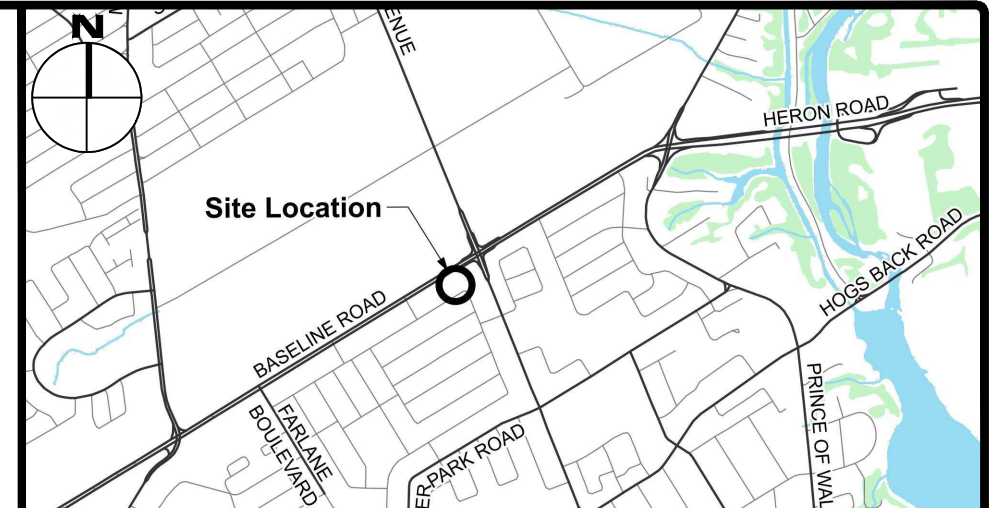 N
ENUE
HERON ROAD
Site Location
HOGS BACK ROAD
BASELINE ROAD
FARLANE
BOULEVARD
PRINCE OF WAL
ER PARK ROAD